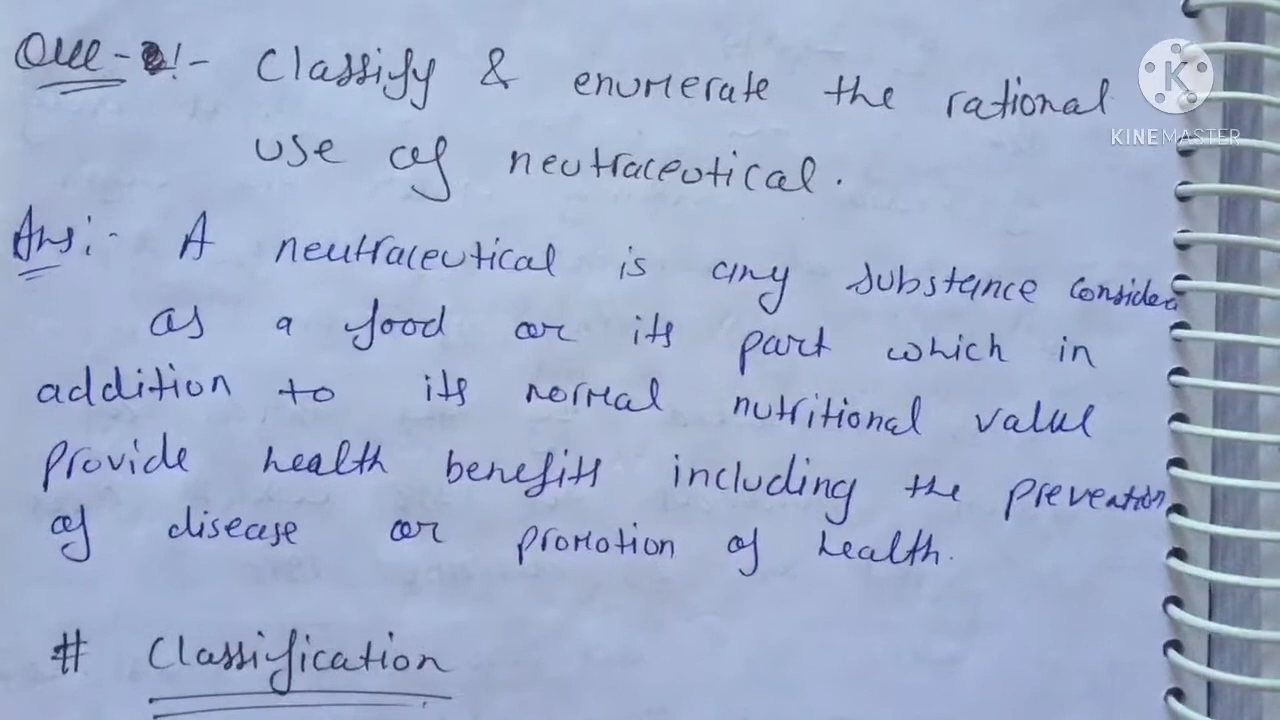 Que-:- Classify & enumerate the rational
use of neutraceutical.
Ans:- A neutraceutical is any substance consider
as a food or its part which in
addition to its normal nutritional value
provide health benefits including the prevention
of disease or promotion of health.
# Classification
K
KINEMASTER